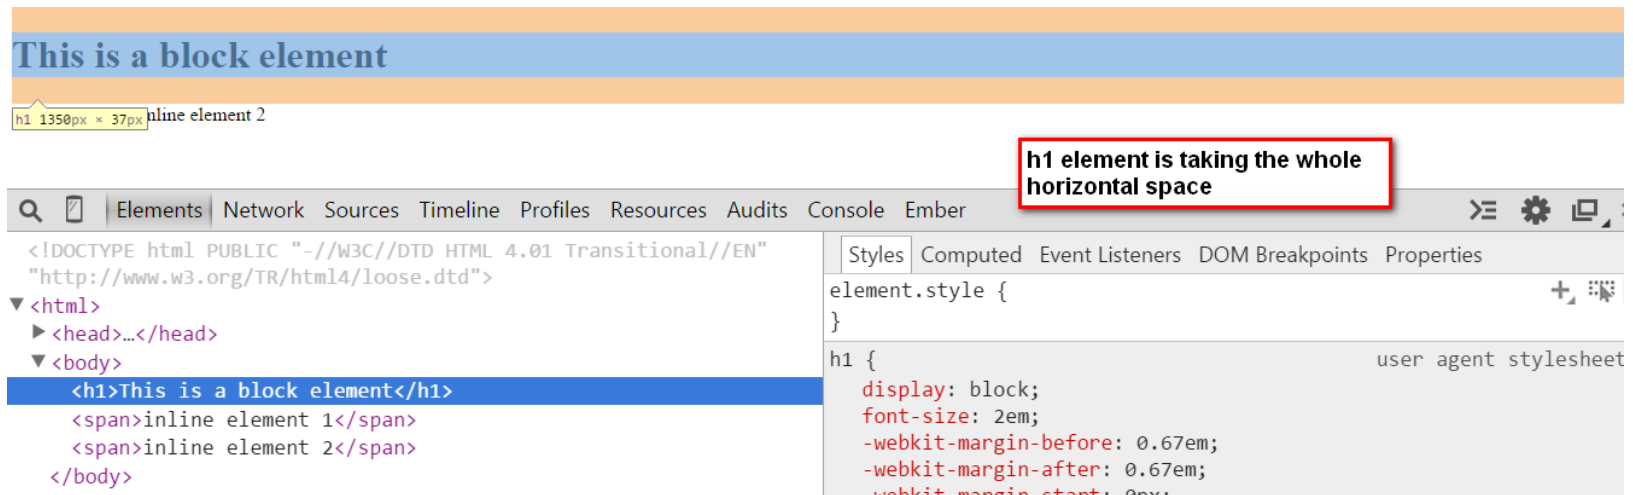 This is a block element
h1 1350px × 37px nline element 2
h1 element is taking the whole
horizontal space
Elements Network Sources Timeline Profiles Resources Audits Console Ember
<!DOCTYPE html PUBLIC "-//W3C//DTD HTML 4.01 Transitional//EN"
"http://www.w3.org/TR/html4/loose.dtd">
<html>
<head>…</head>
<body>
<h1>This is a block element</h1>
<span>inline element 1</span>
<span>inline element 2</span>
</body>
Styles Computed Event Listeners DOM Breakpoints Properties
element.style {
}
h1 { user agent stylesheet
display: block;
font-size: 2em;
-webkit-margin-before: 0.67em;
-webkit-margin-after: 0.67em;
-webkit-margin-start: 0px;